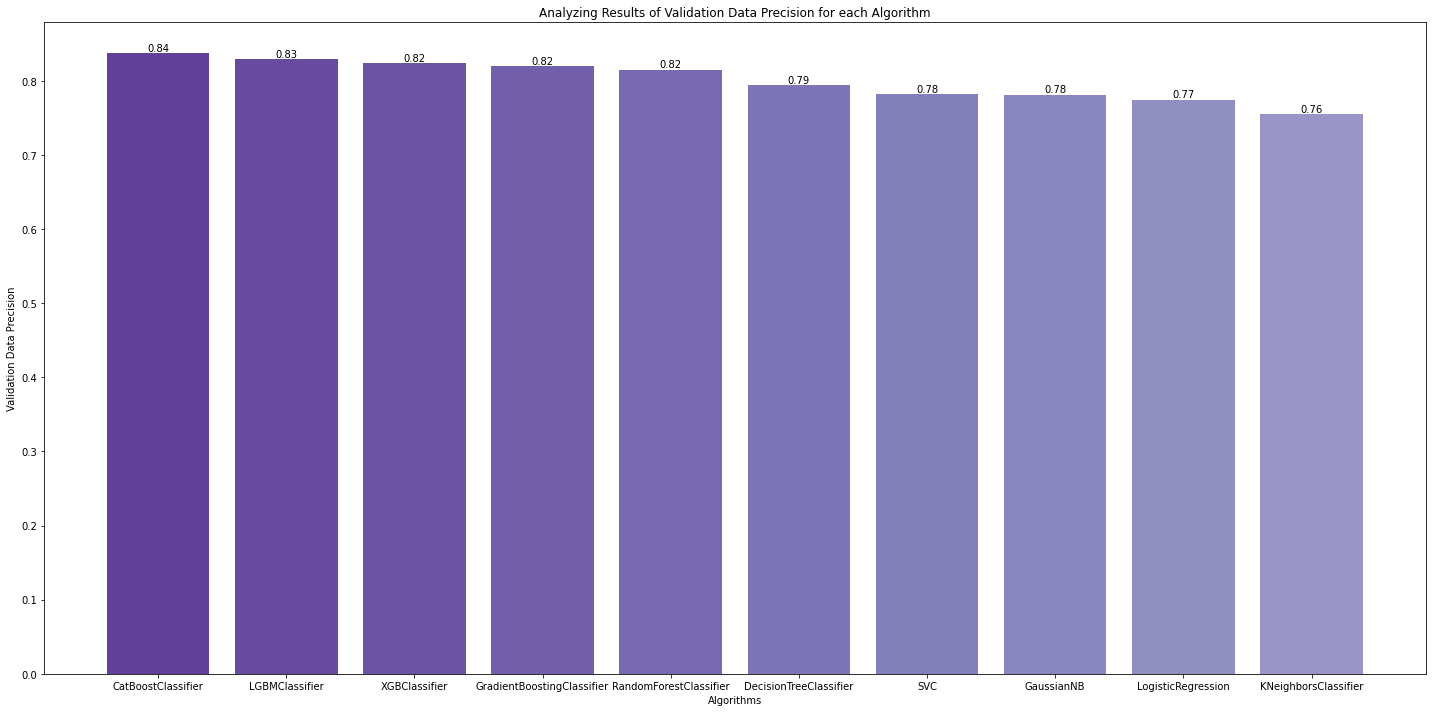 Analyzing Results of Validation Data Precision for each Algorithm
0.84
0.83
0.82
0.82
0.82
0.79
0.78
0.78
0.77
0.76
Validation Data Precision
0.8
0.7
0.6
0.5
0.4
0.3
0.2
0.1
0.0
CatBoostClassifier
LGBMClassifier
XGBClassifier
GradientBoostingClassifier
RandomForestClassifier
DecisionTreeClassifier
SVC
GaussianNB
LogisticRegression
KNeighborsClassifier
Algorithms